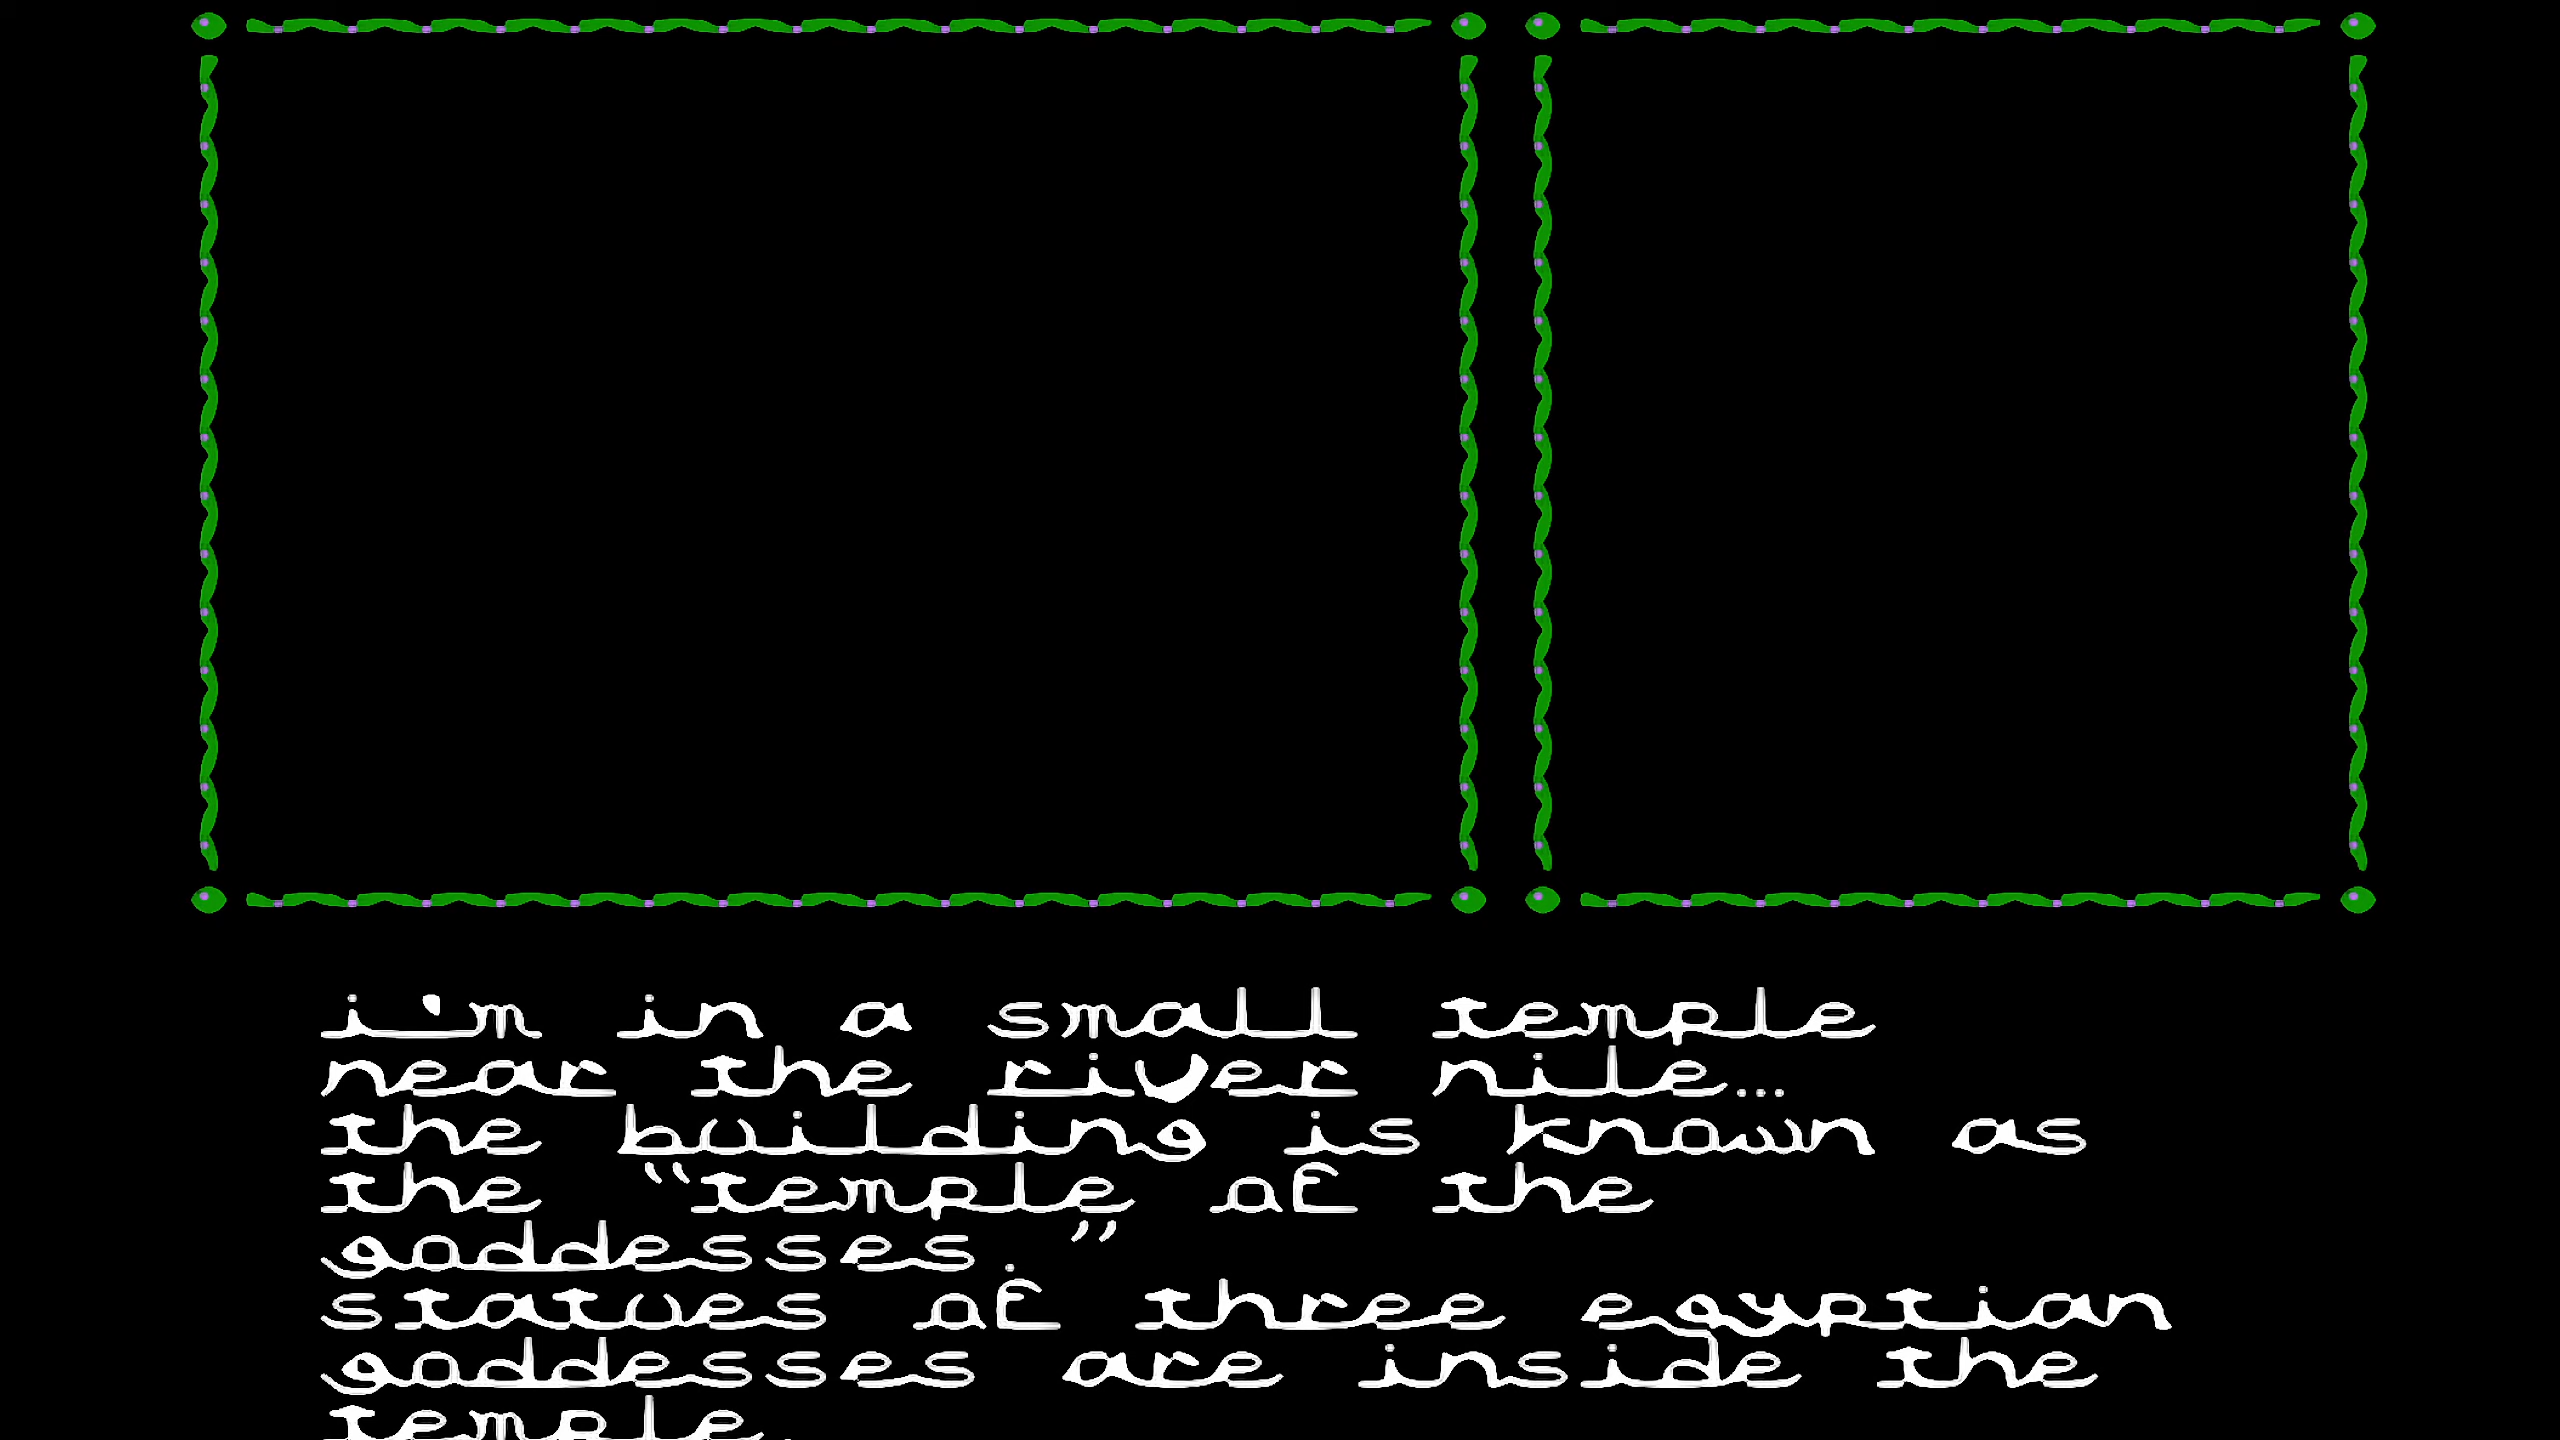 i'm in a small temple
near the river nile...
the building is known as
the “temple of the
goddesses.”
statues of three egyptian
goddesses are inside the
temple.